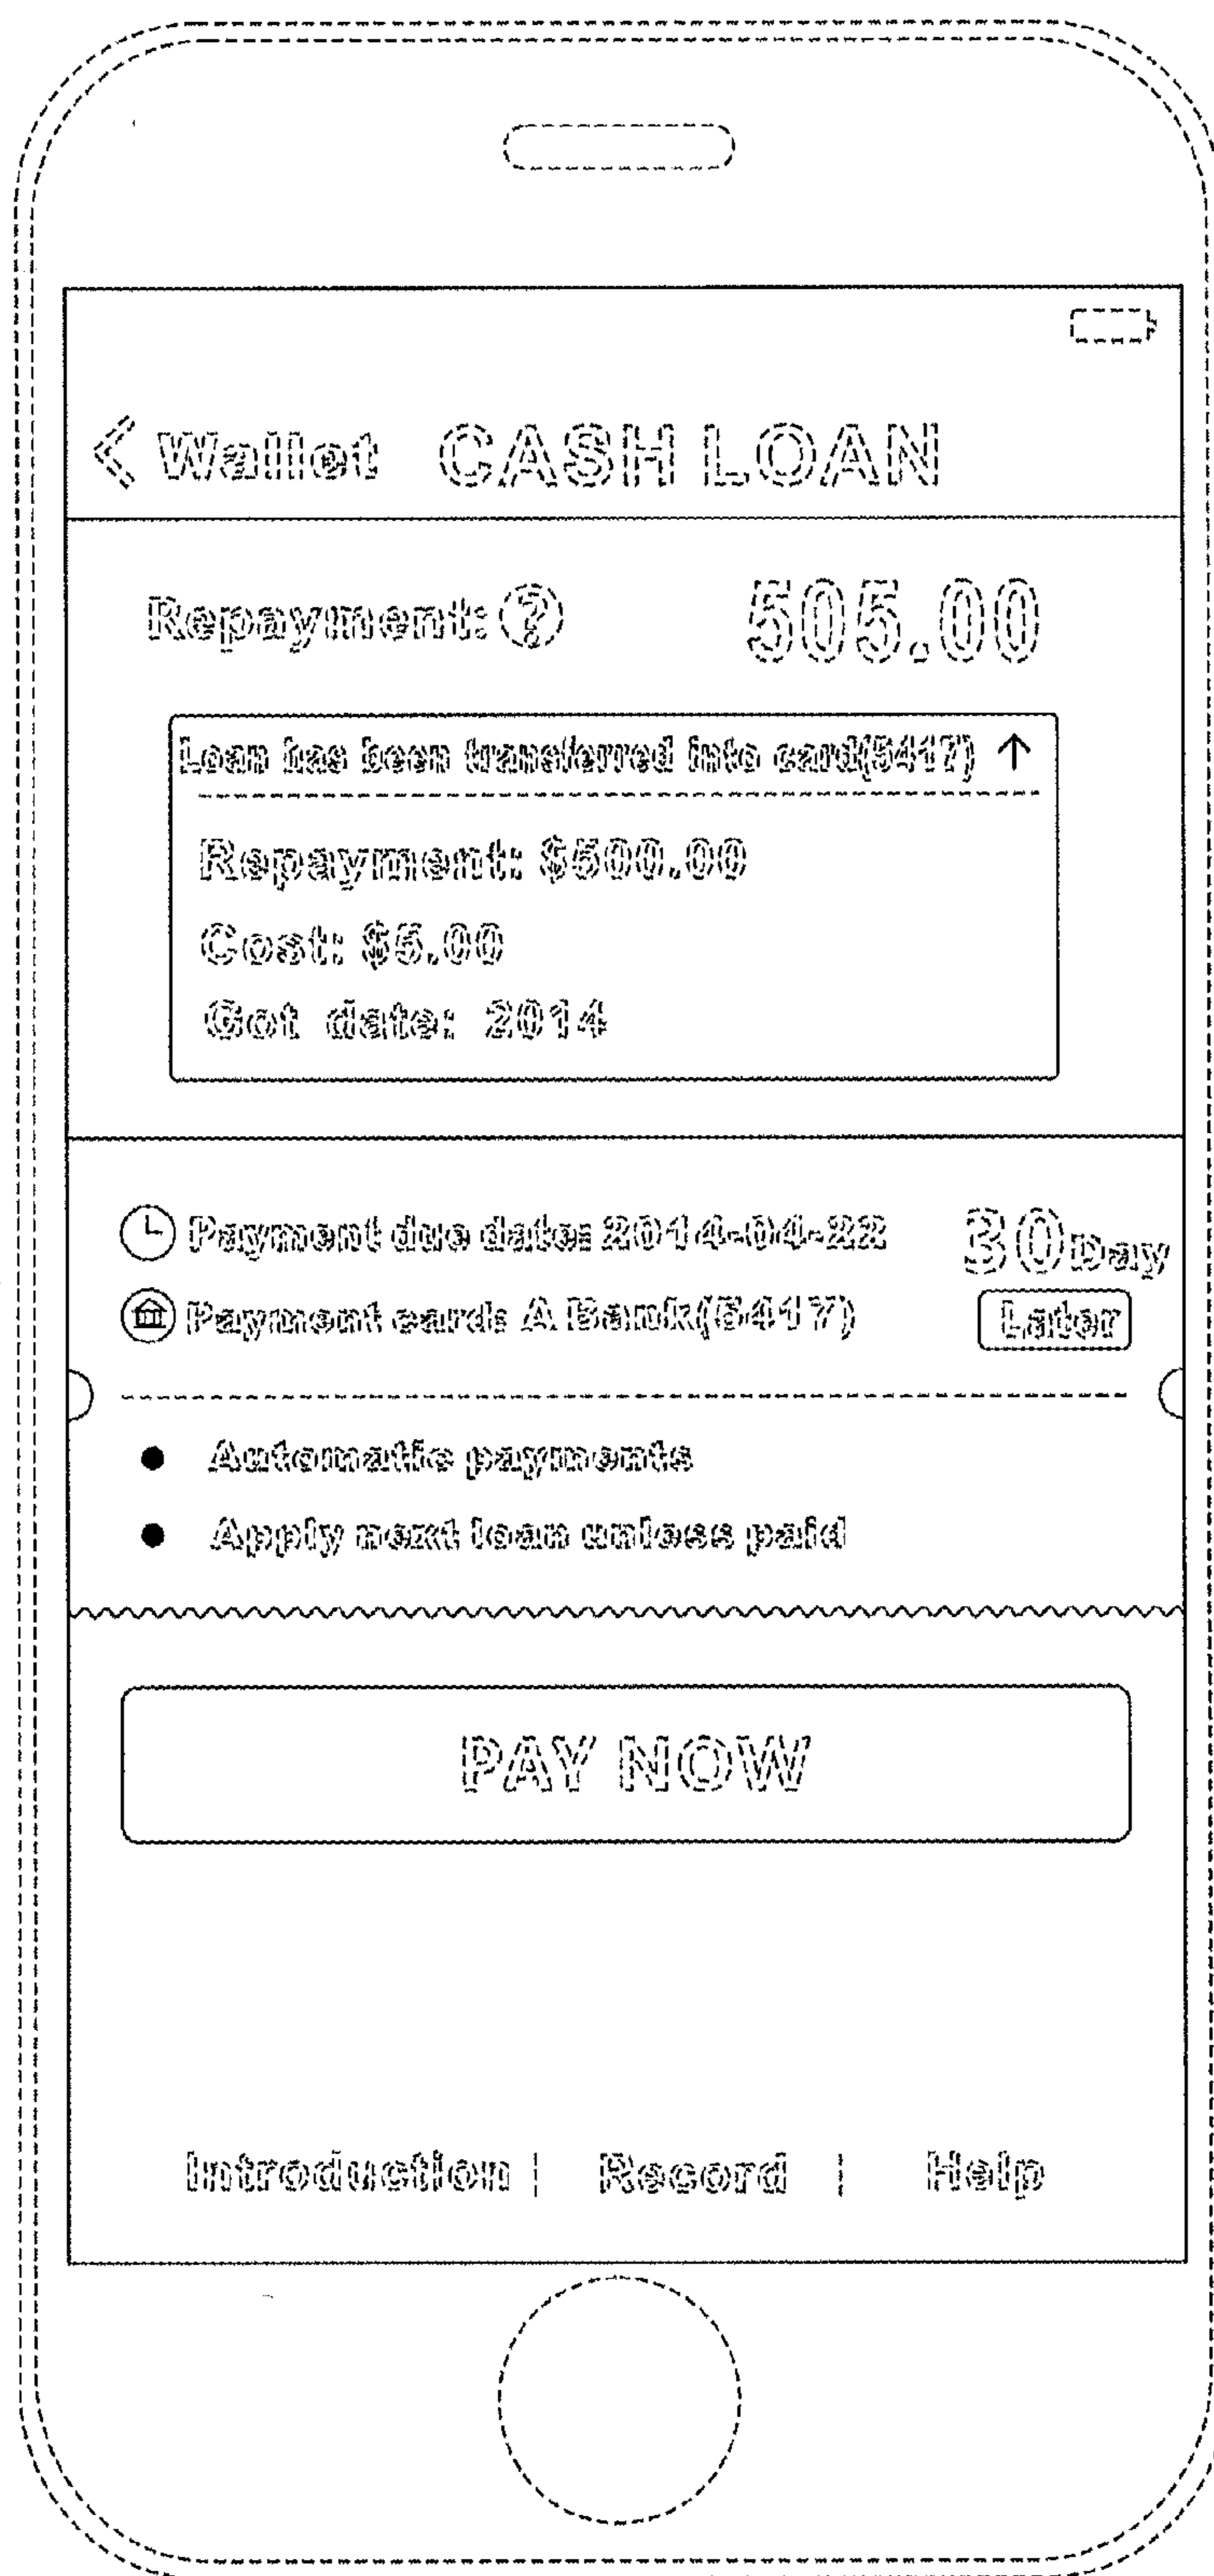 < Wallet CASH LOAN
Repayment: ? 505.00
Loan has been transferred into card(5417) ↑
Repayment: $500.00
Cost: $5.00
Got date: 2014
Payment due date: 2014-04-22 30Day
Payment card: A Bank(5417) Later
• Automatic payments
• Apply next loan unless paid
PAY NOW
Introduction | Record | Help